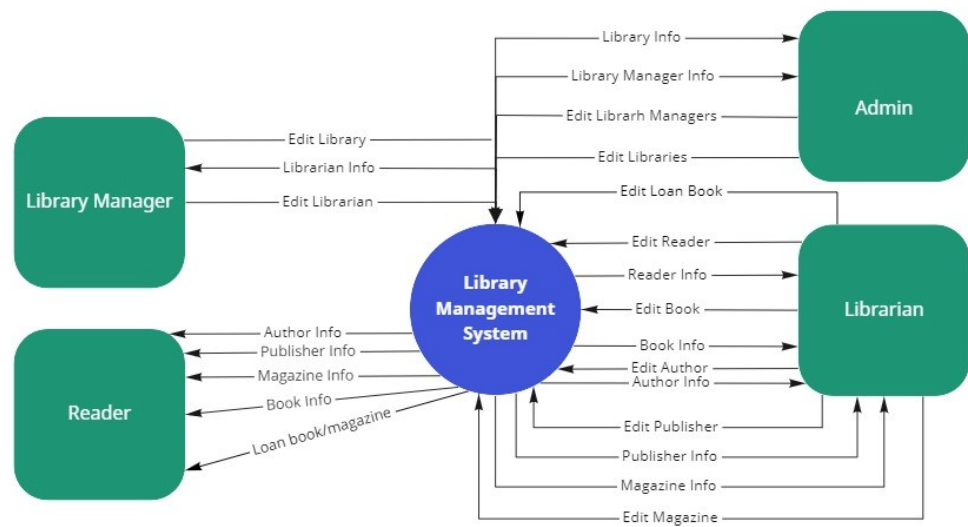 Library Info
Library Manager Info
Admin
Edit Librarh Managers
Edit Library
Edit Libraries
Librarian Info
Library Manager
Edit Librarian
Edit Loan Book
Edit Reader
Library
Management
System
Reader Info
Edit Book
Librarian
Author Info
Publisher Info
Book Info
Edit Author
Author Info
Magazine Info
Book Info
Reader
Loan book/magazine
Edit Publisher
Publisher Info
Magazine Info
Edit Magazine